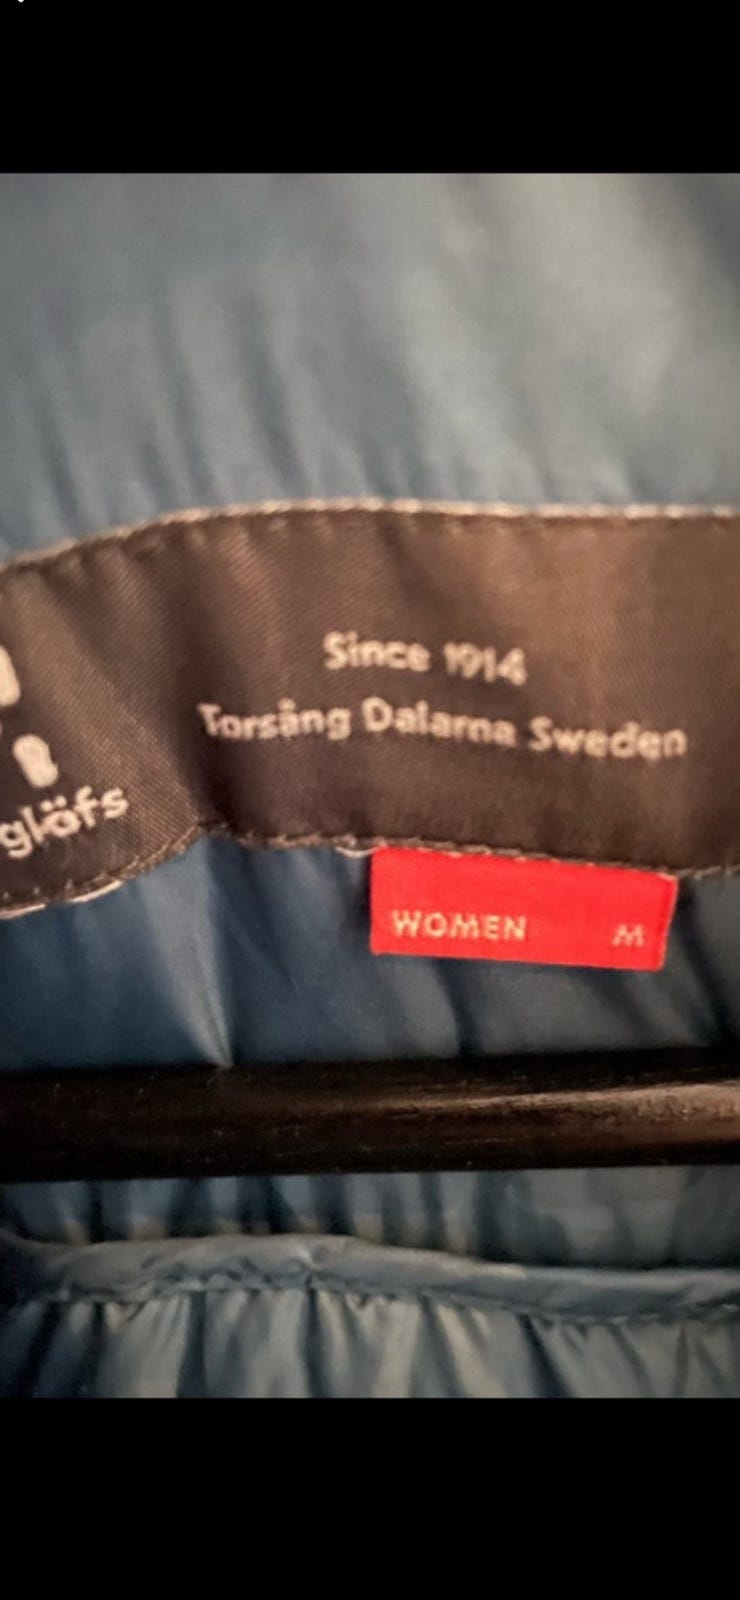 Since 1914
Torsång Dalarna Sweden
glöfs
WOMEN M